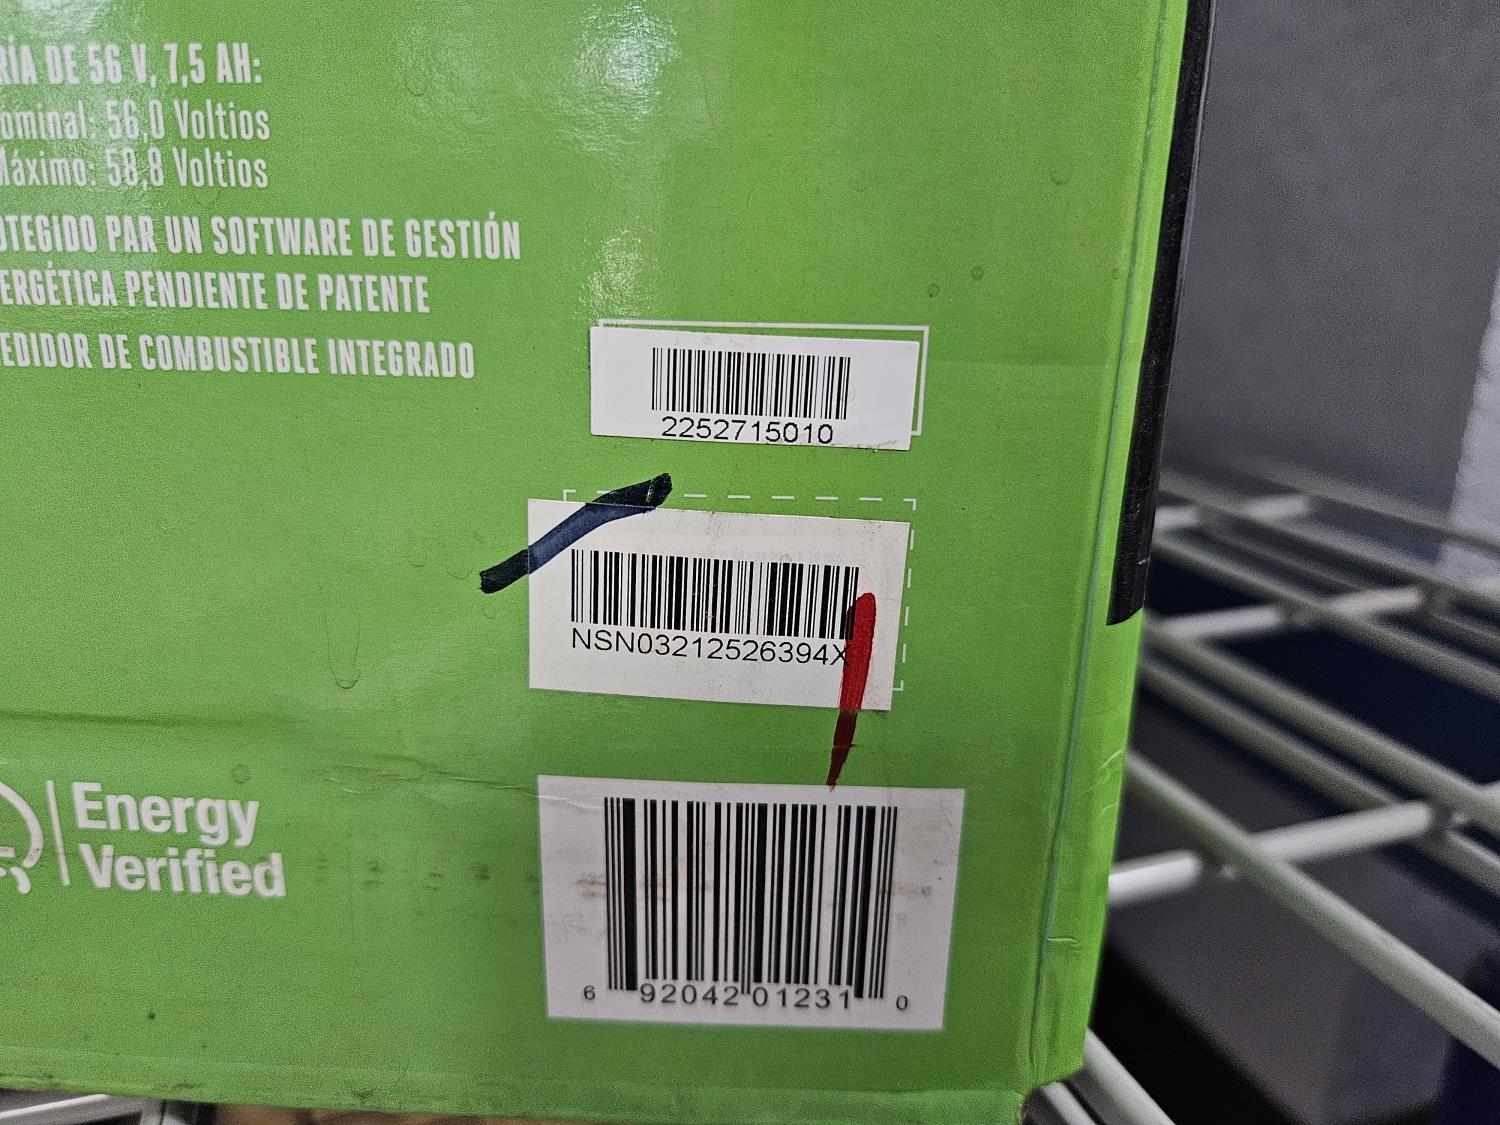 RÍA DE 56 V, 7,5 AH:
ominal: 56,0 Voltios
Máximo: 58,8 Voltios
OTEGIDO PAR UN SOFTWARE DE GESTIÓN
ERGÉTICA PENDIENTE DE PATENTE
EDIDOR DE COMBUSTIBLE INTEGRADO
2252715010
NSN03212526394X
Energy
Verified
6 92042 01231 0